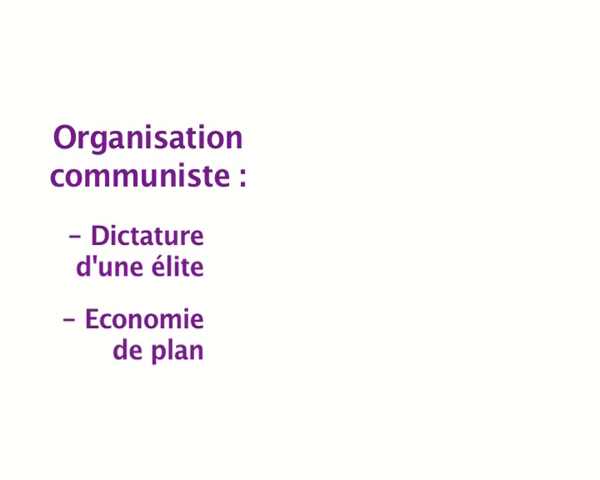 Organisation
communiste :
– Dictature
d'une élite
– Economie
de plan